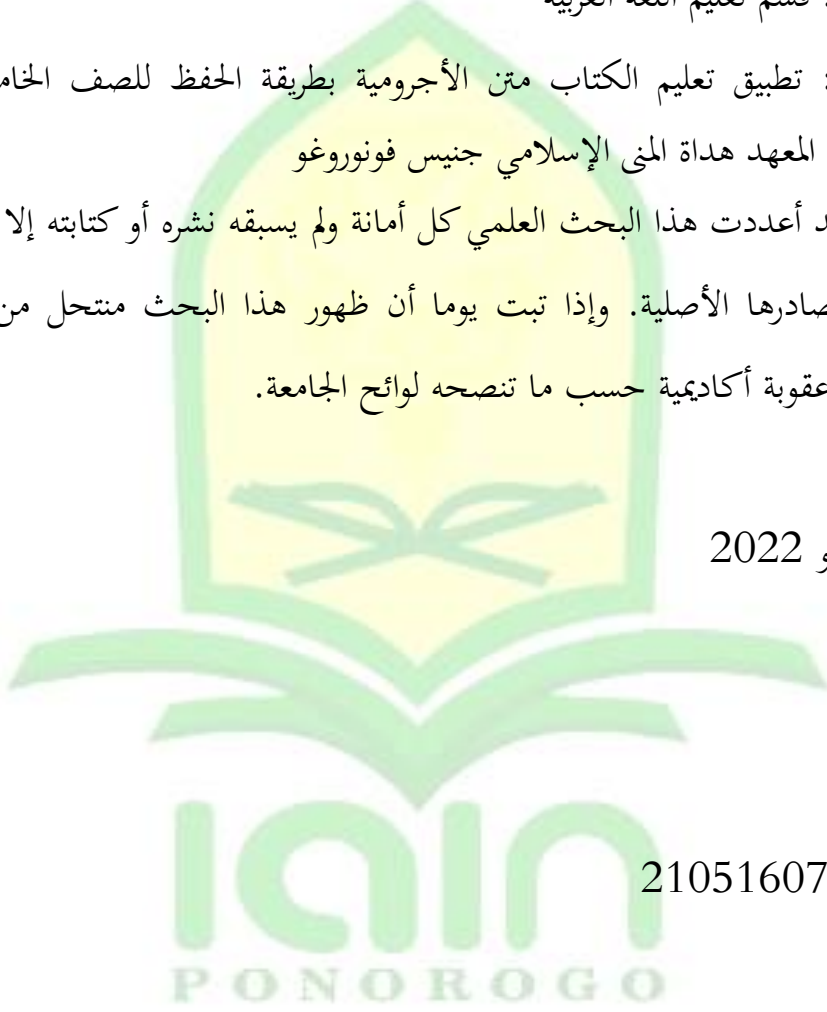 : قسم تعليم اللغة العربية
: تطبيق تعليم الكتاب متن الأجرومية بطريقة الحفظ للصف
المعهد هداة المنى الإسلامي جنيس فونوروغو
أعددت هذا البحث العلمي كل أمانة ولم يسبقه نشره أو كتابته إلا
الأصلية. وإذا تبت يوما أن ظهور هذا البحث منتحل من
عقوبة أكاديمية حسب ما تنصحه لوائح الجامعة.
2022
21051607
iain
PONOROGO